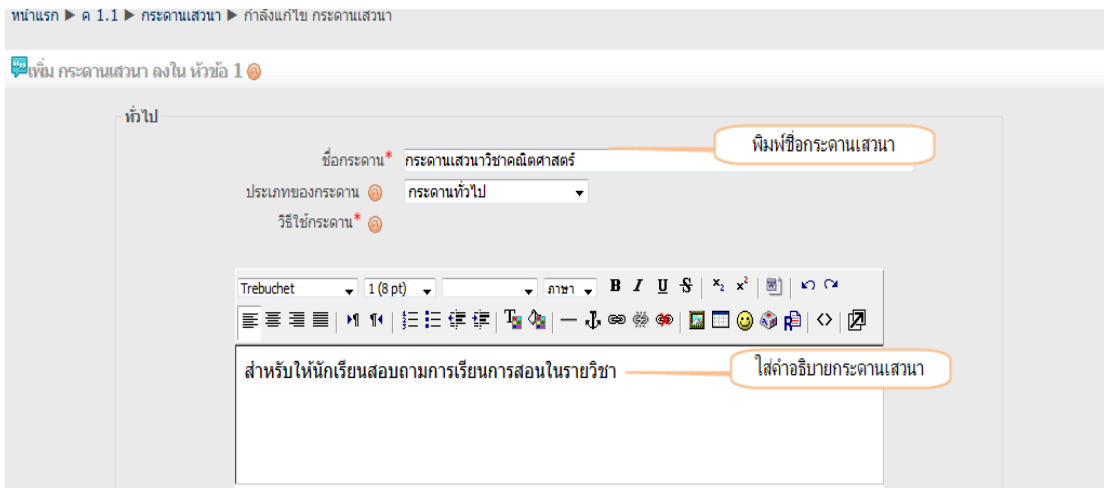 หน้าแรก ▶ ค 1.1 ▶ กระดานเสวนา ▶ กำลังแก้ไข กระดานเสวนา
เพิ่ม กระดานเสวนา ลงใน หัวข้อ 1
ทั่วไป
พิมพ์ชื่อกระดานเสวนา
ชื่อกระดาน* กระดานเสวนาวิชาคณิตศาสตร์
ประเภทของกระดาน กระดานทั่วไป
วิธีใช้กระดาน*
Trebuchet 1 (8 pt) ภาษา B I U S x₂ x²
สำหรับให้นักเรียนสอบถามการเรียนการสอนในรายวิชา
ใส่คำอธิบายกระดานเสวนา